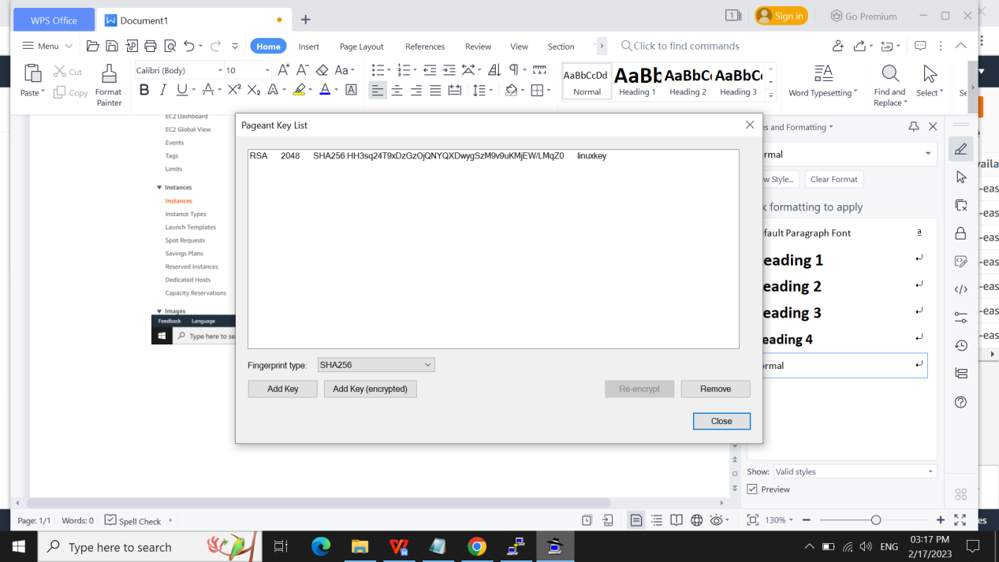 WPS Office
Document1
1
Sign in
Go Premium
Menu
Home
Insert
Page Layout
References
Review
View
Section
Click to find commands
Paste
Cut
Copy
Format
Painter
Calibri (Body)
10
AaBbCcDd
Normal
Heading 1
Heading 2
Heading 3
Word Typesetting
Find and
Replace
Select
EC2 Dashboard
EC2 Global View
Events
Tags
Limits
Instances
Instances
Instance Types
Launch Templates
Spot Requests
Savings Plans
Reserved Instances
Dedicated Hosts
Capacity Reservations
Images
Feedback
Language
Type here to se
Pageant Key List
RSA 2048 SHA256:HH3sq24T9xDzGzOjQNYQXDwygSzM9v9uKMjEW/LMqZ0 linuxkey
Fingerprint type:
SHA256
Add Key
Add Key (encrypted)
Re-encrypt
Remove
Close
es and Formatting
rmal
w Style...
Clear Format
k formatting to apply
fault Paragraph Font
a
eading 1
eading 2
eading 3
eading 4
rmal
Show:
Valid styles
Preview
vaila
-eas
-eas
-eas
-eas
-eas
-eas
-eas
es
Page: 1/1
Words: 0
Spell Check
130%
Type here to search
ENG
03:17 PM
2/17/2023